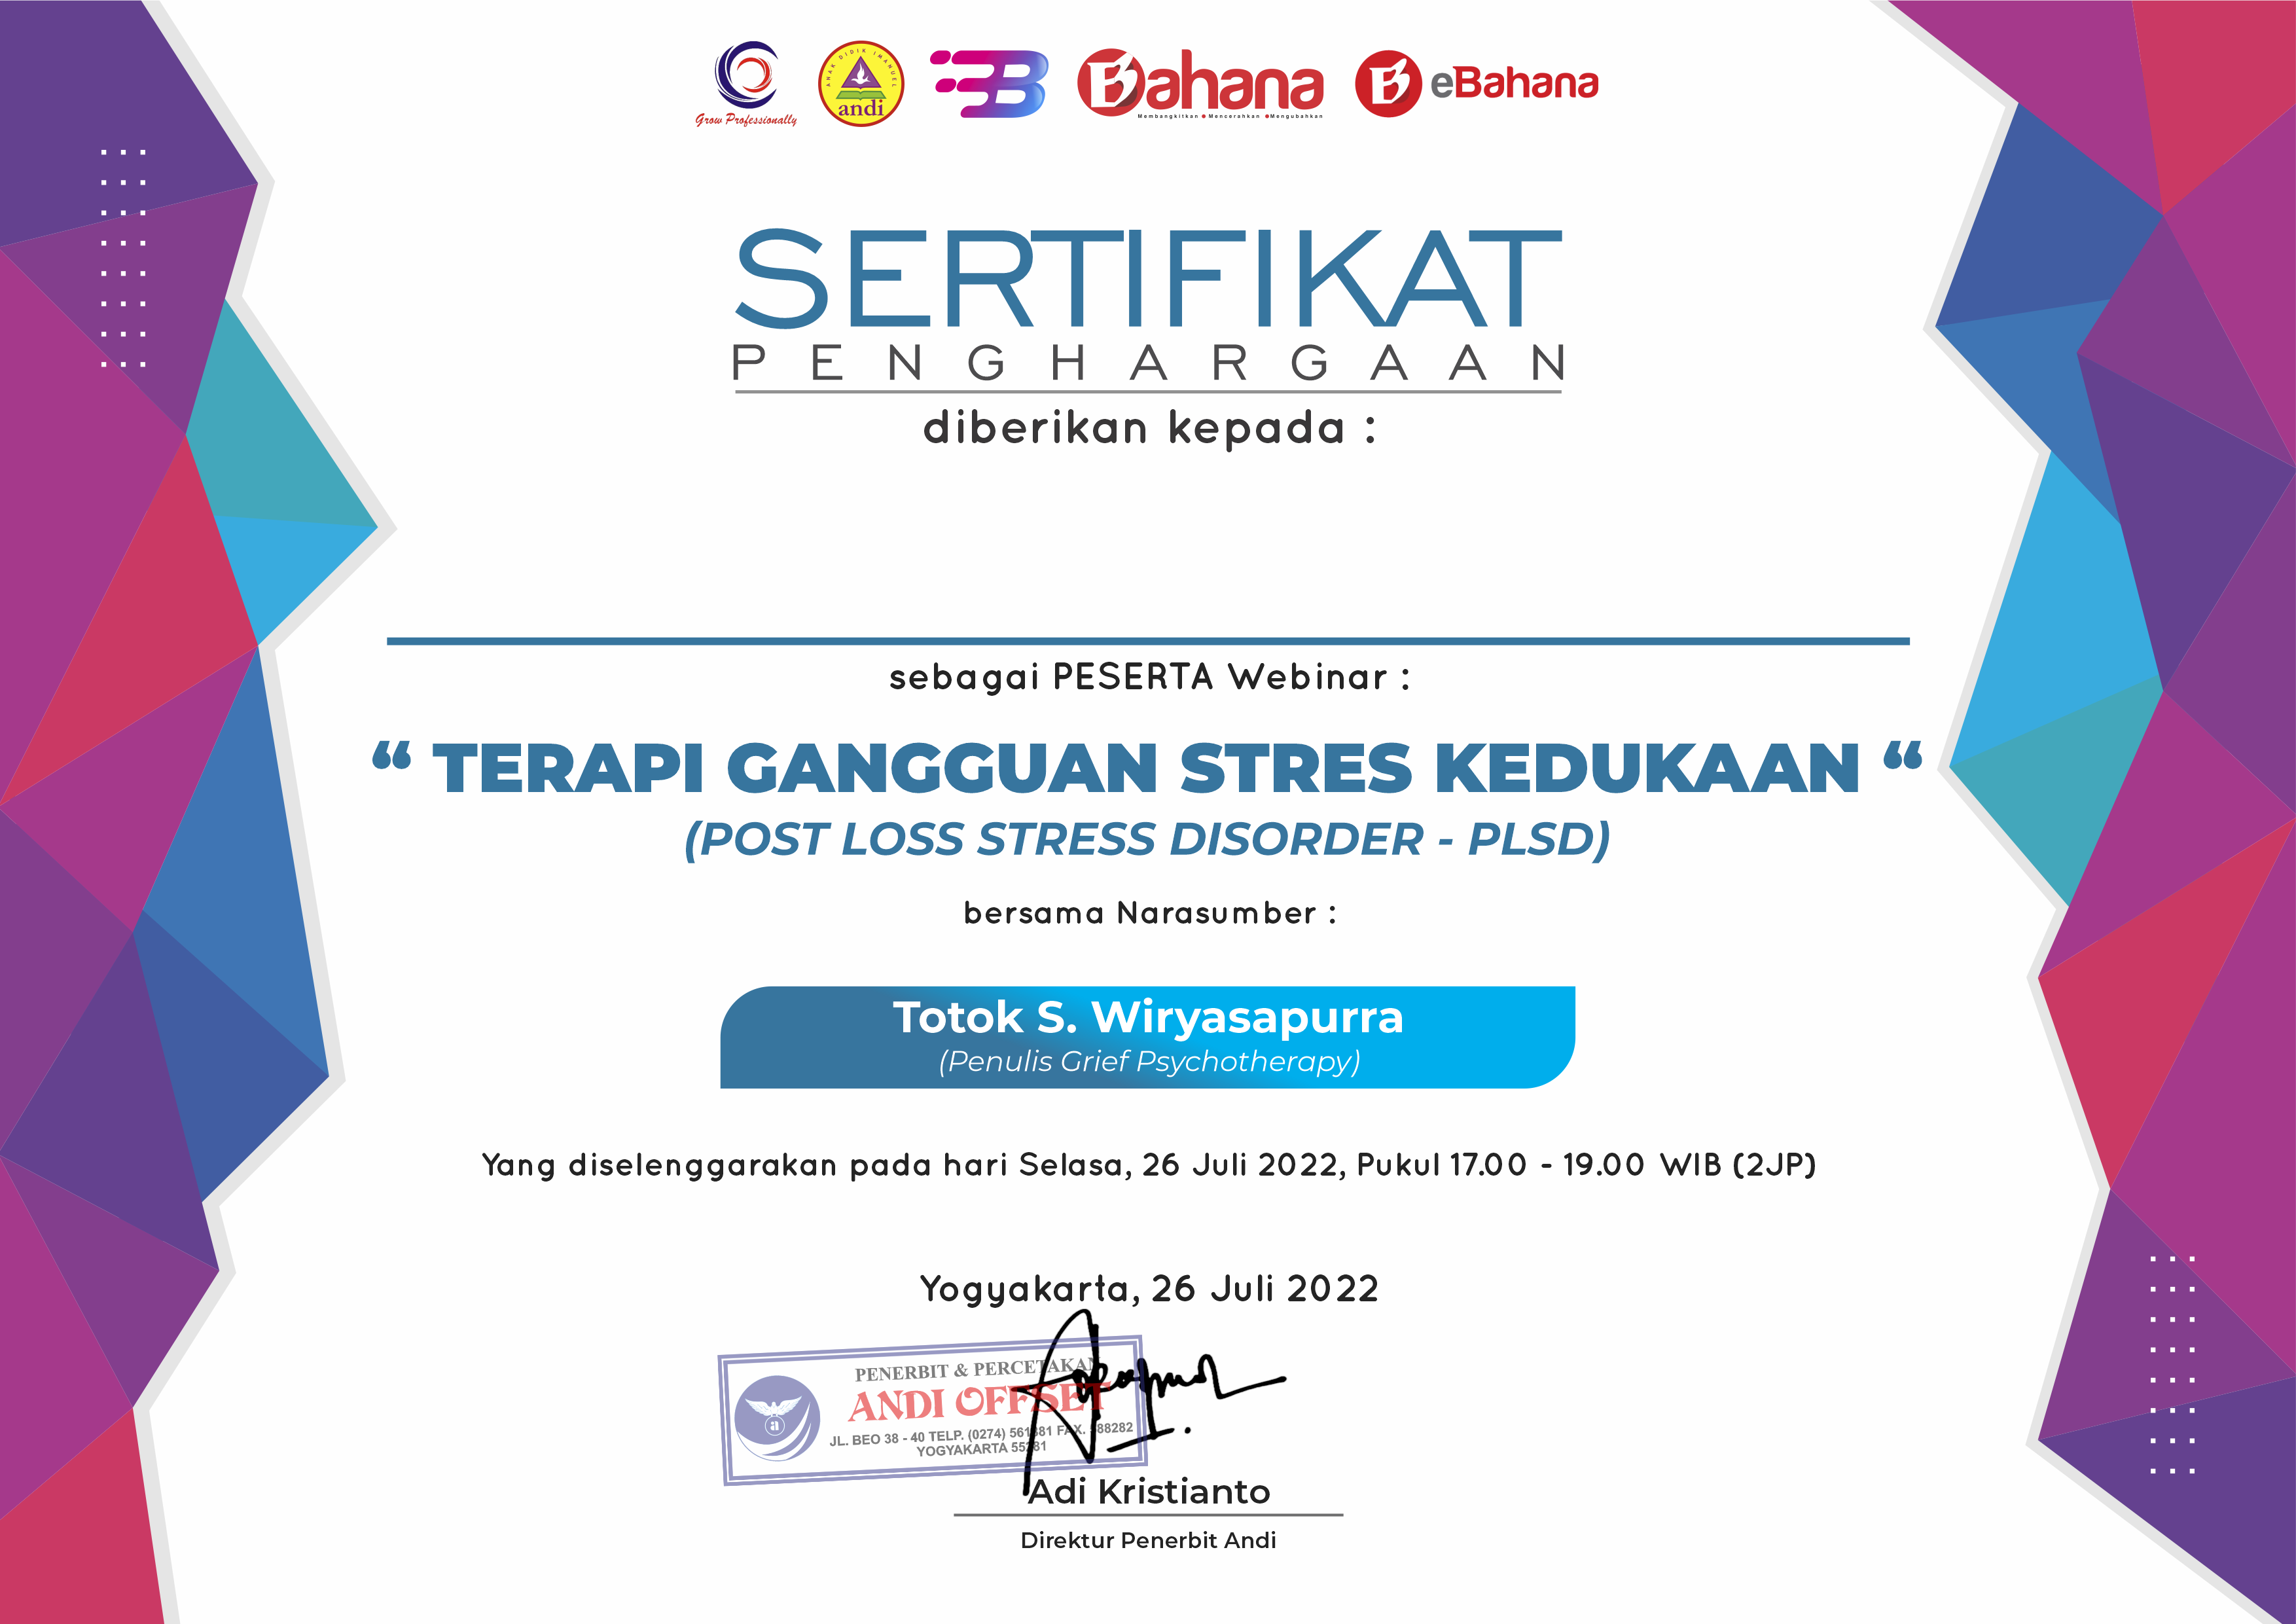 Grow Professionally
ANAK DIDIK IMANUEL
andi
B
Bahana
Membangkitkan Mencerahkan Mengubahkan
B eBahana
SERTIFIKAT
PENGHARGAAN
diberikan kepada :
sebagai PESERTA Webinar :
“ TERAPI GANGGUAN STRES KEDUKAAN “
(POST LOSS STRESS DISORDER - PLSD)
bersama Narasumber :
Totok S. Wiryasapurra
(Penulis Grief Psychotherapy)
Yang diselenggarakan pada hari Selasa, 26 Juli 2022, Pukul 17.00 - 19.00 WIB (2JP)
Yogyakarta, 26 Juli 2022
PENERBIT & PERCETAKAN
a
ANDI OFFSET
JL. BEO 38 - 40 TELP. (0274) FAX.
YOGYAKARTA
Adi Kristianto
Direktur Penerbit Andi